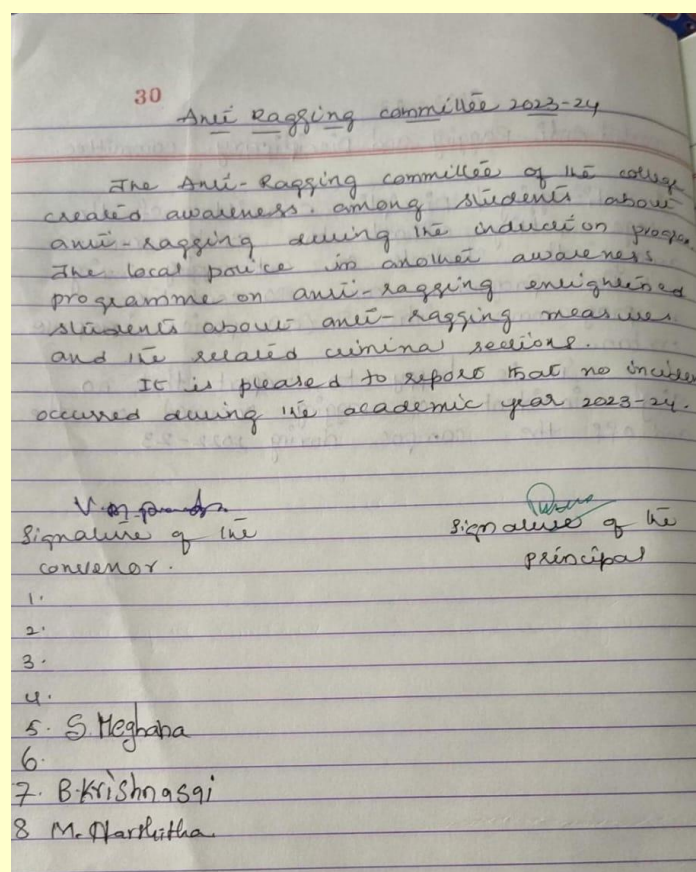 30
Anti Ragging committee 2023-24
The Anti-Ragging committee of the college
created awareness. among students about
anti-ragging during the induction program.
The local police in another awareness
programme on anti-ragging enlightened
students about anti-ragging measures
and the related criminal sections.
It is pleased to report that no inciden
occurred during the academic year 2023-24.
Signature of the
convenor.
Signature of the
principal
1.
2.
3.
4.
5. S. Meghana
6.
7. B. Krishnasai
8 M. Harshitha